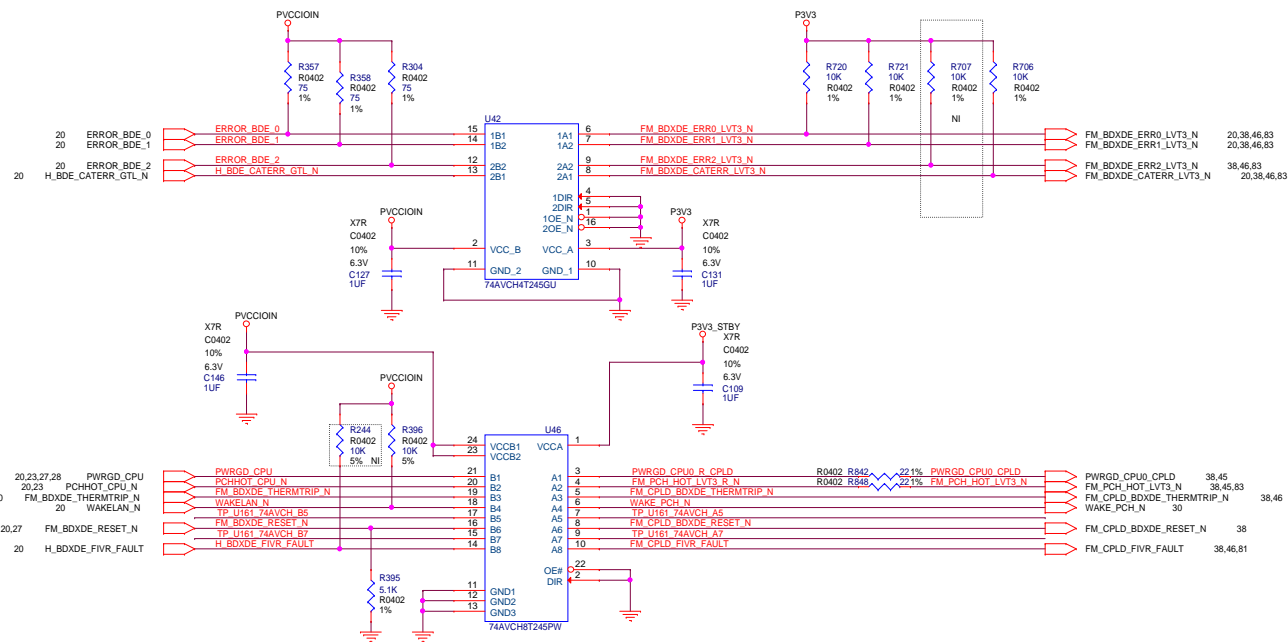 PVCCIOIN
P3V3
R357
75
R0402
1%
R358
R0402
75
1%
R304
R0402
75
1%
R720
10K
R0402
1%
R721
10K
R0402
1%
R707
10K
R0402
1%
NI
R706
10K
R0402
1%
U42
20 ERROR_BDE_0 ERROR_BDE_0 15 1B1 1A1 6 FM_BDXDE_ERR0_LVT3_N FM_BDXDE_ERR0_LVT3_N 20,38,46,83
20 ERROR_BDE_1 ERROR_BDE_1 14 1B2 1A2 7 FM_BDXDE_ERR1_LVT3_N FM_BDXDE_ERR1_LVT3_N 20,38,46,83
20 ERROR_BDE_2 ERROR_BDE_2 12 2B2 2A2 9 FM_BDXDE_ERR2_LVT3_N FM_BDXDE_ERR2_LVT3_N 38,46,83
20 H_BDE_CATERR_GTL_N H_BDE_CATERR_GTL_N 13 2B1 2A1 8 FM_BDXDE_CATERR_LVT3_N FM_BDXDE_CATERR_LVT3_N 20,38,46,83
1DIR 4
2DIR 5
1OE_N 1
2OE_N 16
2 VCC_B VCC_A 3
11 GND_2 GND_1 10
74AVCH4T245GU
PVCCIOIN
X7R
C0402
10%
6.3V
C127
1UF
P3V3
X7R
C0402
10%
6.3V
C131
1UF
PVCCIOIN
X7R
C0402
10%
6.3V
C146
1UF
P3V3_STBY
X7R
C0402
10%
6.3V
C109
1UF
PVCCIOIN
R244
R0402
10K
5% NI
R396
R0402
10K
5%
U46
24 VCCB1 VCCA 1
23 VCCB2
20,23,27,28 PWRGD_CPU PWRGD_CPU 21 B1 A1 3 PWRGD_CPU0_R_CPLD R0402 R842 22 1% PWRGD_CPU0_CPLD PWRGD_CPU0_CPLD 38,45
20,23 PCHHOT_CPU_N PCHHOT_CPU_N 20 B2 A2 4 FM_PCH_HOT_LVT3_R_N R0402 R848 22 1% FM_PCH_HOT_LVT3_N FM_PCH_HOT_LVT3_N 38,45,83
0 FM_BDXDE_THERMTRIP_N FM_BDXDE_THERMTRIP_N 19 B3 A3 5 FM_CPLD_BDXDE_THERMTRIP_N FM_CPLD_BDXDE_THERMTRIP_N 38,46
20 WAKELAN_N WAKELAN_N 18 B4 A4 6 WAKE_PCH_N WAKE_PCH_N 30
TP_U161_74AVCH_B5 17 B5 A5 7 TP_U161_74AVCH_A5
20,27 FM_BDXDE_RESET_N FM_BDXDE_RESET_N 16 B6 A6 8 FM_CPLD_BDXDE_RESET_N FM_CPLD_BDXDE_RESET_N 38
TP_U161_74AVCH_B7 15 B7 A7 9 TP_U161_74AVCH_A7
20 H_BDXDE_FIVR_FAULT H_BDXDE_FIVR_FAULT 14 B8 A8 10 FM_CPLD_FIVR_FAULT FM_CPLD_FIVR_FAULT 38,46,81
OE# 22
DIR 2
11 GND1
12 GND2
13 GND3
74AVCH8T245PW
R395
5.1K
R0402
1%